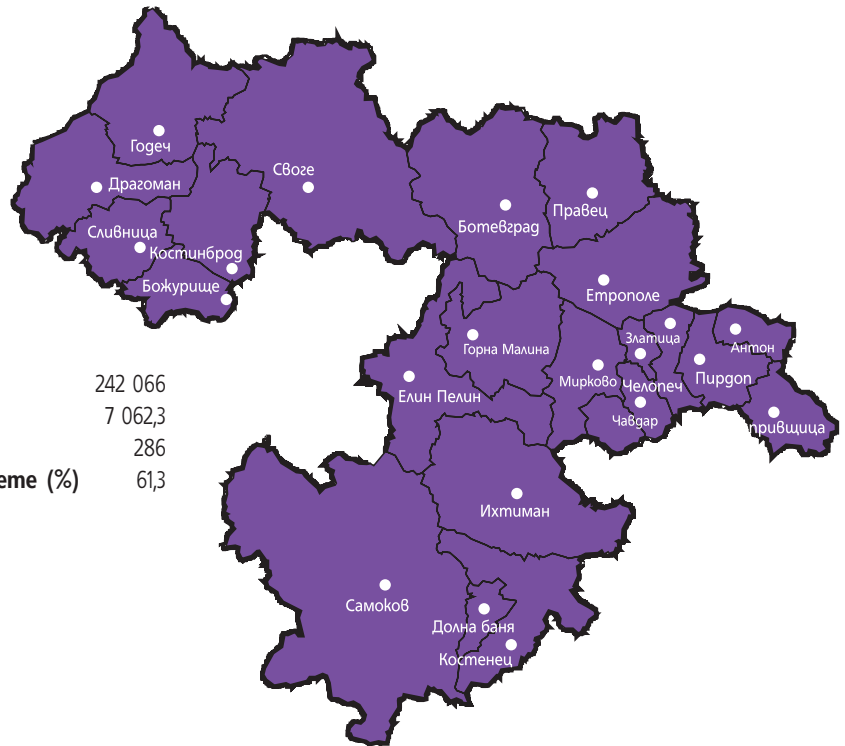 Годеч
Своге
Драгоман
Правец
Ботевград
Сливница
Костинброд
Божурище
Етрополе
Златица
Антон
Горна Малина
Мирково
Челопеч
Пирдоп
Елин Пелин
Чавдар
привщица
242 066
7 062,3
286
еме (%) 61,3
Ихтиман
Самоков
Долна баня
Костенец